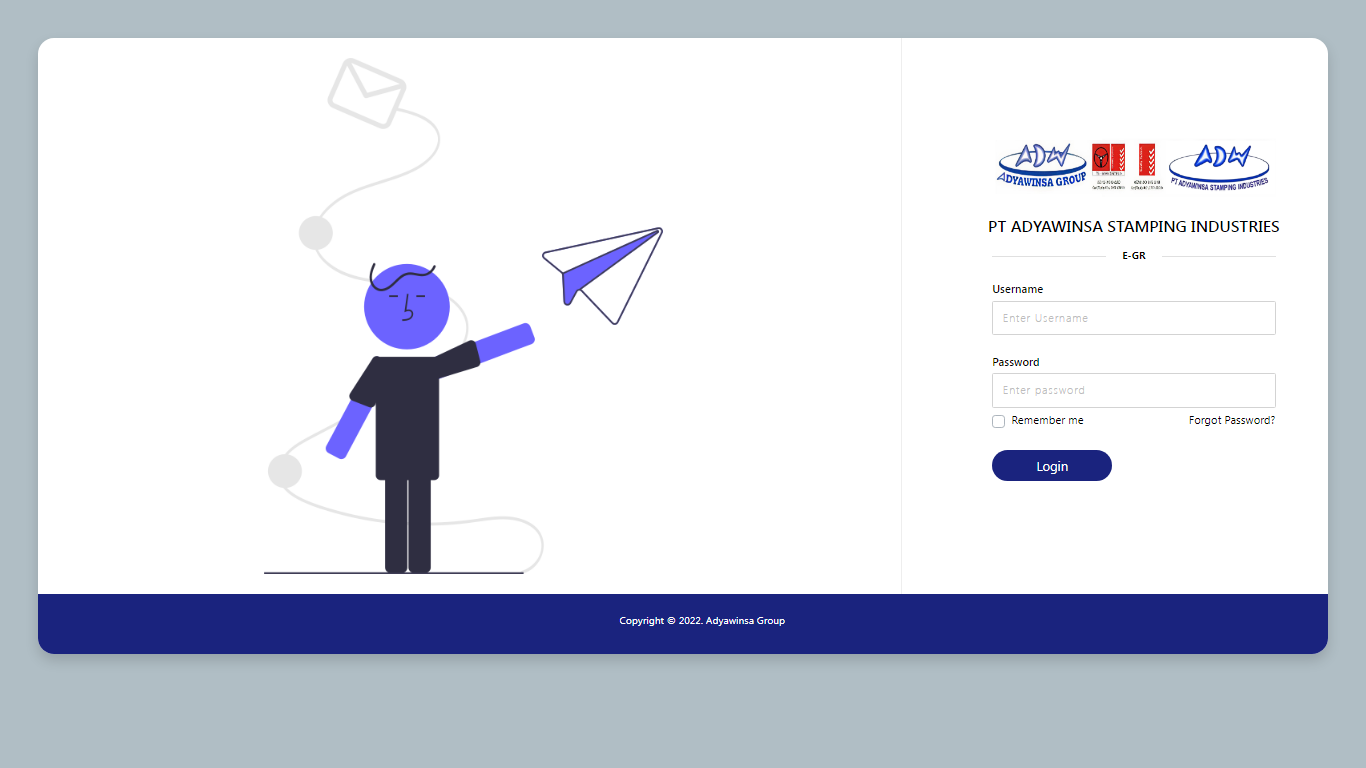 ADW
ADYAWINSA GROUP
ADW
PT ADYAWINSA STAMPING INDUSTRIES
PT ADYAWINSA STAMPING INDUSTRIES
E-GR
Username
Enter Username
Password
Enter password
Remember me
Forgot Password?
Login
Copyright © 2022. Adyawinsa Group